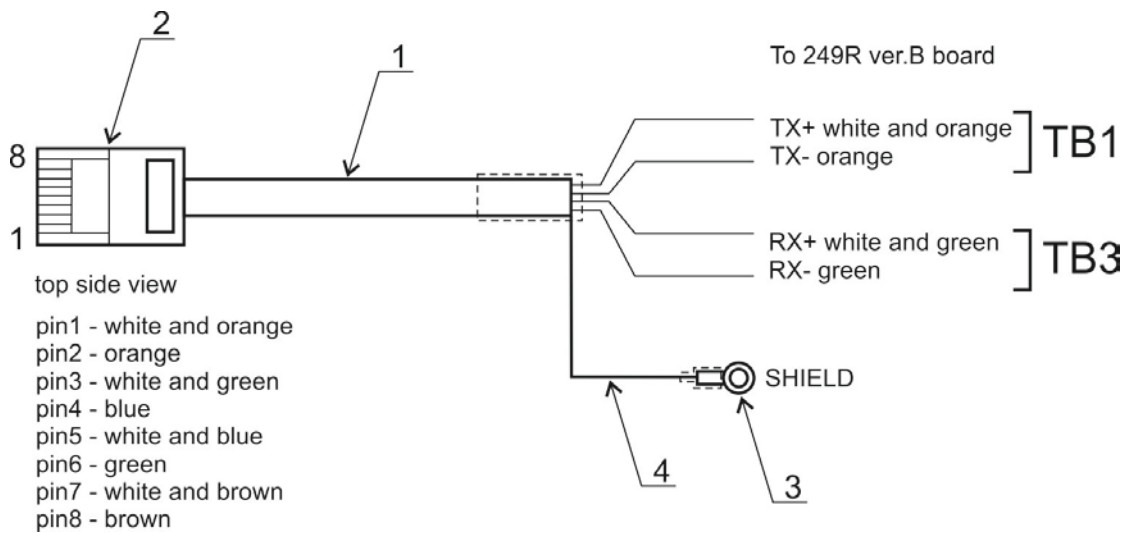 2
1
To 249R ver.B board
TX+ white and orange
TX- orange
TB1
8
1
RX+ white and green
RX- green
TB3
top side view
pin1 - white and orange
pin2 - orange
pin3 - white and green
pin4 - blue
pin5 - white and blue
pin6 - green
pin7 - white and brown
pin8 - brown
SHIELD
4
3